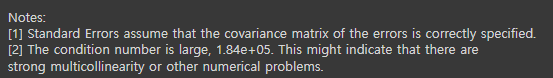 Notes:
[1] Standard Errors assume that the covariance matrix of the errors is correctly specified.
[2] The condition number is large, 1.84e+05. This might indicate that there are
strong multicollinearity or other numerical problems.